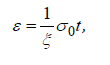 ε = 1/ξ σ₀t,